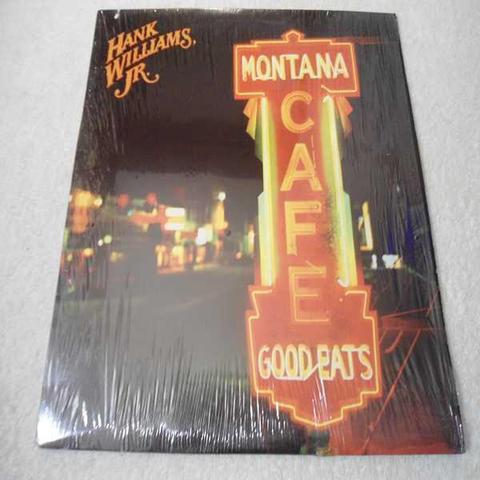 HANK
WILLIAMS,
JR.
MONTANA
CAFE
GOOD EATS